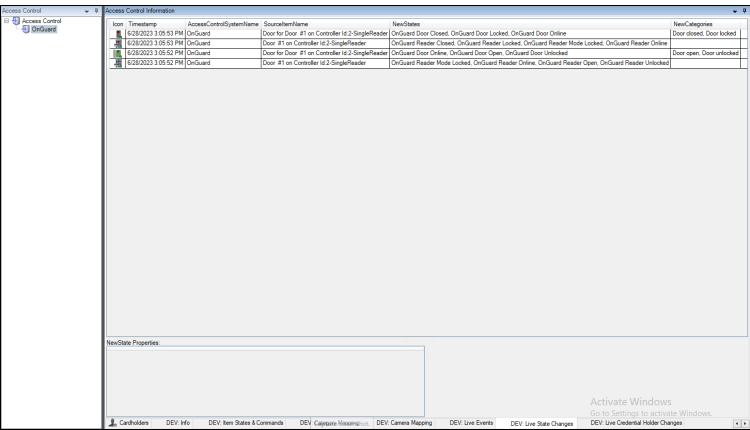 Access Control
Access Control Information
Access Control
OnGuard
Icon Timestamp AccessControlSystemName SourceItemName NewStates NewCategories
6/28/2023 3:05:53 PM OnGuard Door for Door #1 on Controller Id:2-SingleReader OnGuard Door Closed, OnGuard Door Locked, OnGuard Door Online Door closed, Door locked
6/28/2023 3:05:53 PM OnGuard Door #1 on Controller Id:2-SingleReader OnGuard Reader Closed, OnGuard Reader Locked, OnGuard Reader Mode Locked, OnGuard Reader Online
6/28/2023 3:05:52 PM OnGuard Door for Door #1 on Controller Id:2-SingleReader OnGuard Door Online, OnGuard Door Open, OnGuard Door Unlocked Door open, Door unlocked
6/28/2023 3:05:52 PM OnGuard Door #1 on Controller Id:2-SingleReader OnGuard Reader Mode Locked, OnGuard Reader Online, OnGuard Reader Open, OnGuard Reader Unlocked
NewState Properties:
Activate Windows
Go to Settings to activate Windows.
Cardholders DEV: Info DEV: Item States & Commands DEV DEV: Camera Mapping DEV: Live Events DEV: Live State Changes DEV: Live Credential Holder Changes